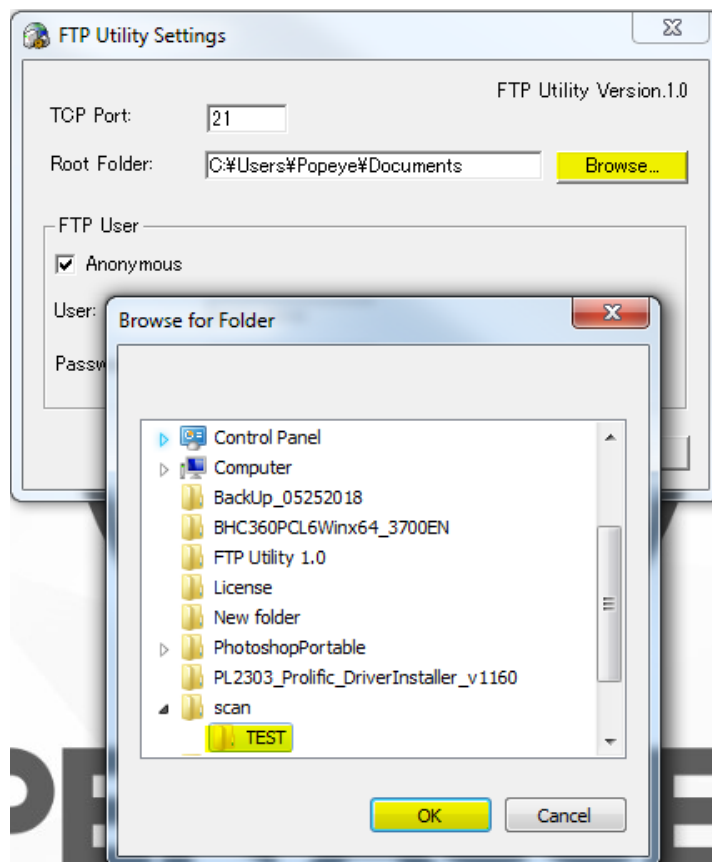 FTP Utility Settings
FTP Utility Version.1.0
TCP Port: 21
Root Folder: C:¥Users¥Popeye¥Documents Browse...
FTP User
Anonymous
User:
Passw
Browse for Folder
Control Panel
Computer
BackUp_05252018
BHC360PCL6Winx64_3700EN
FTP Utility 1.0
License
New folder
PhotoshopPortable
PL2303_Prolific_DriverInstaller_v1160
scan
TEST
OK Cancel